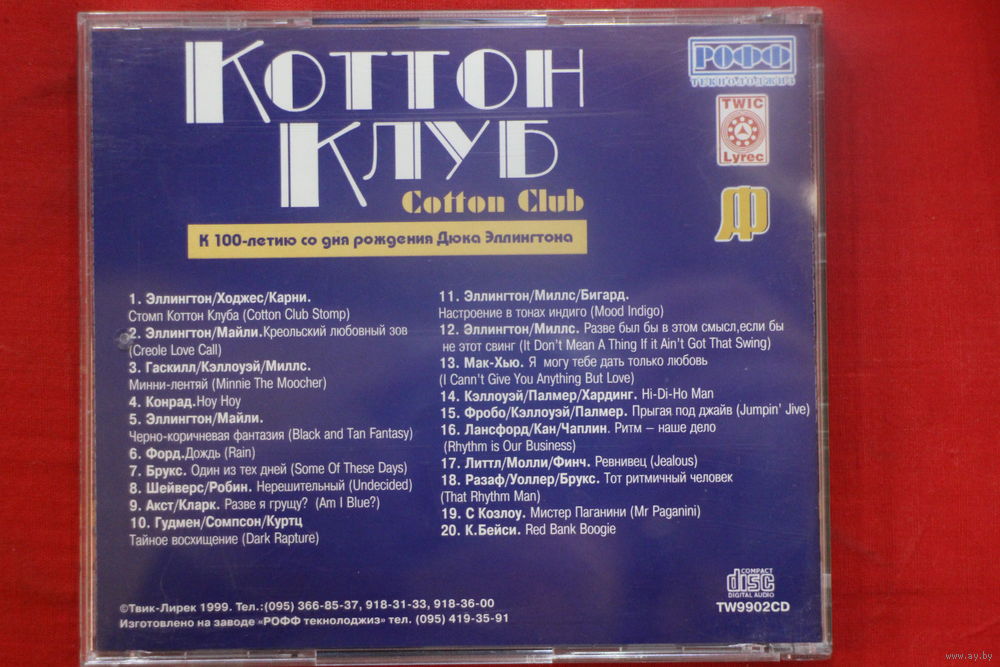 КОТТОН
КЛУБ
Cotton Club
К 100-летию со дня рождения Дюка Эллингтона
РОФФ
ТЕКНОЛОДЖИЗ
TWIC
Lyrec
1. Эллингтон/Ходжес/Карни.
Стомп Коттон Клуба (Cotton Club Stomp)
2. Эллингтон/Майли.Креольский любовный зов
(Creole Love Call)
3. Гаскилл/Кэллоуэй/Миллс.
Минни-лентяй (Minnie The Moocher)
4. Конрад.Hoy Hoy
5. Эллингтон/Майли.
Черно-коричневая фантазия (Black and Tan Fantasy)
6. Форд.Дождь (Rain)
7. Брукс. Один из тех дней (Some Of These Days)
8. Шейверс/Робин. Нерешительный (Undecided)
9. Акст/Кларк. Разве я грущу? (Am I Blue?)
10. Гудмен/Сомпсон/Куртц
Тайное восхищение (Dark Rapture)
11. Эллингтон/Миллс/Бигард.
Настроение в тонах индиго (Mood Indigo)
12. Эллингтон/Миллс. Разве был бы в этом смысл,если бы
не этот свинг (It Don't Mean A Thing If it Ain't Got That Swing)
13. Мак-Хью. Я могу тебе дать только любовь
(I Cann't Give You Anything But Love)
14. Кэллоуэй/Палмер/Хардинг. Hi-Di-Ho Man
15. Фробо/Кэллоуэй/Палмер. Прыгая под джайв (Jumpin' Jive)
16. Лансфорд/Кан/Чаплин. Ритм – наше дело
(Rhythm is Our Business)
17. Литтл/Молли/Финч. Ревнивец (Jealous)
18. Разаф/Уоллер/Брукс. Тот ритмичный человек
(That Rhythm Man)
19. С Козлоу. Мистер Паганини (Mr Paganini)
20. К.Бейси. Red Bank Boogie
©Твик-Лирек 1999. Тел.:(095) 366-85-37, 918-31-33, 918-36-00
Изготовлено на заводе «РОФФ текнолоджиз» тел. (095) 419-35-91
COMPACT
disc
DIGITAL AUDIO
TW9902CD
www.ay.by